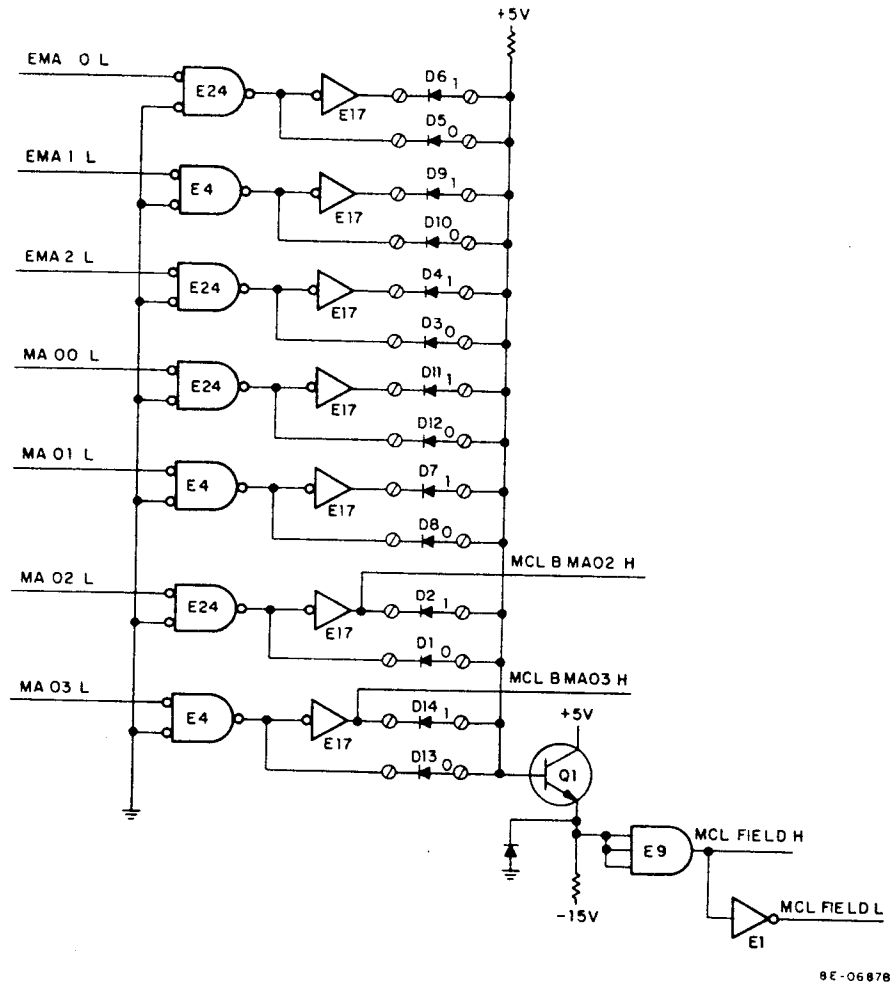 +5V
EMA 0 L
E24
E17
D6 1
D5 0
EMA 1 L
E4
E17
D9 1
D10 0
EMA 2 L
E24
E17
D4 1
D3 0
MA 00 L
E24
E17
D11 1
D12 0
MA 01 L
E4
E17
D7 1
D8 0
MCL B MA02 H
MA 02 L
E24
E17
D2 1
D1 0
MCL B MA03 H
MA 03 L
E4
E17
D14 1
D13 0
+5V
Q1
E9
MCL FIELD H
-15V
E1
MCL FIELD L
8E-0687B